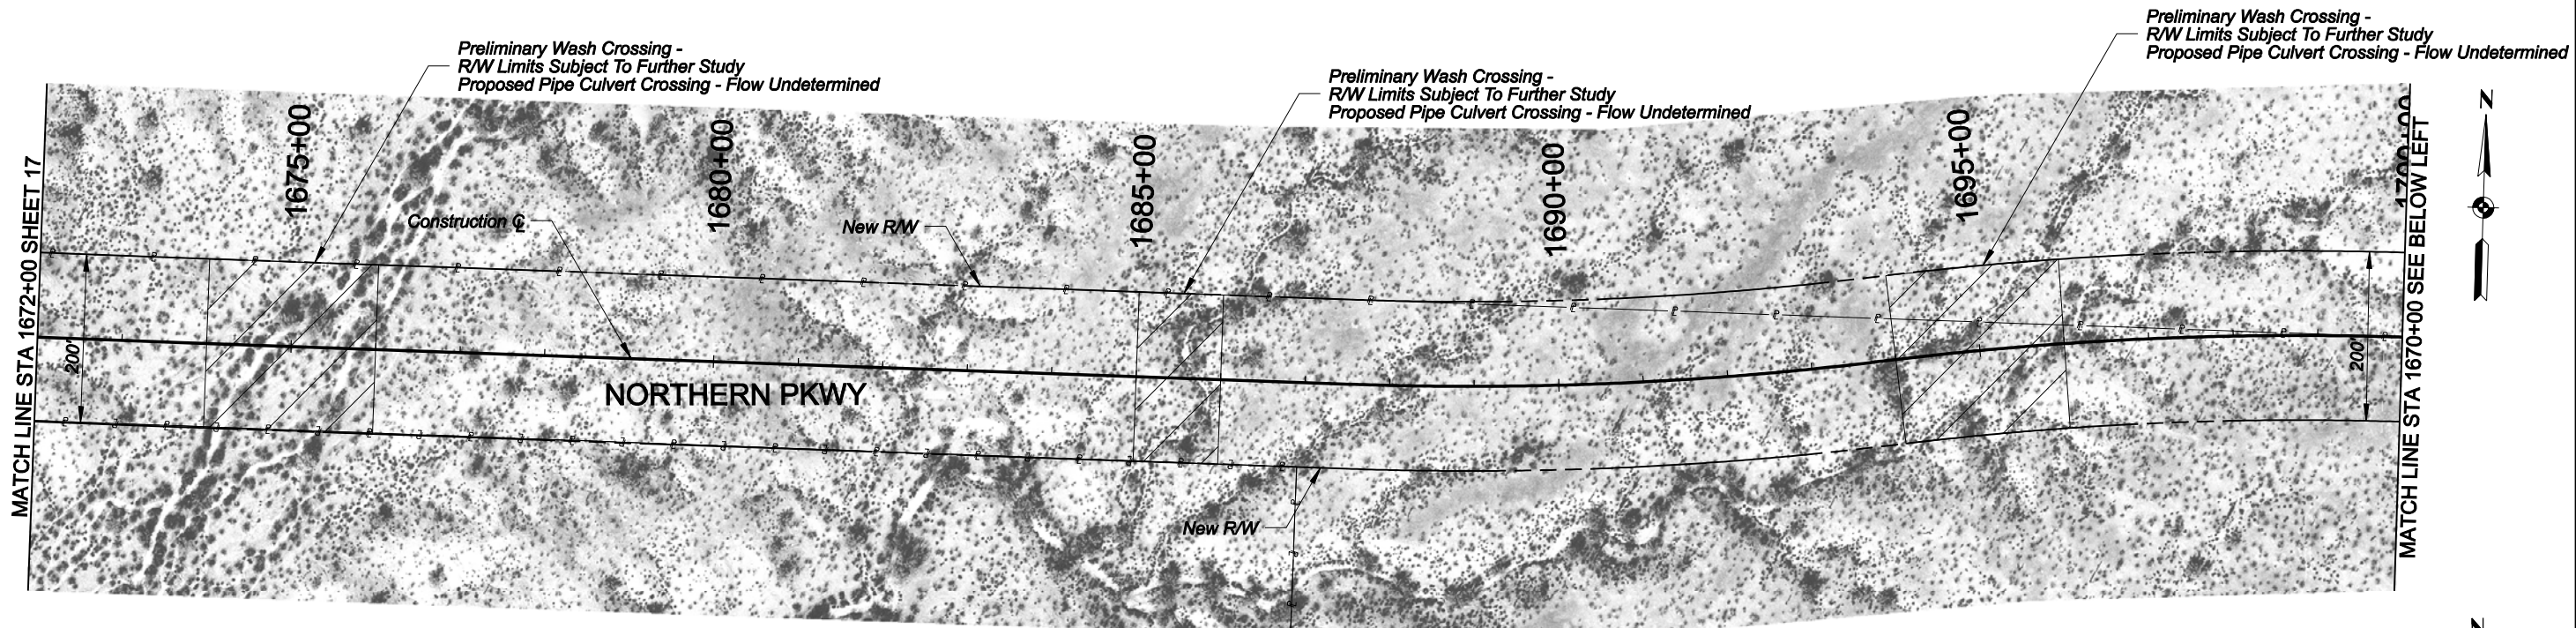 Preliminary Wash Crossing -
R/W Limits Subject To Further Study
Proposed Pipe Culvert Crossing - Flow Undetermined
Preliminary Wash Crossing -
R/W Limits Subject To Further Study
Proposed Pipe Culvert Crossing - Flow Undetermined
Preliminary Wash Crossing -
R/W Limits Subject To Further Study
Proposed Pipe Culvert Crossing - Flow Undetermined
MATCH LINE STA 1672+00 SHEET 17
1675+00
1680+00
1685+00
1690+00
1695+00
1700+00
MATCH LINE STA 1670+00 SEE BELOW LEFT
N
Construction ℄
New R/W
200'
200'
NORTHERN PKWY
New R/W
N